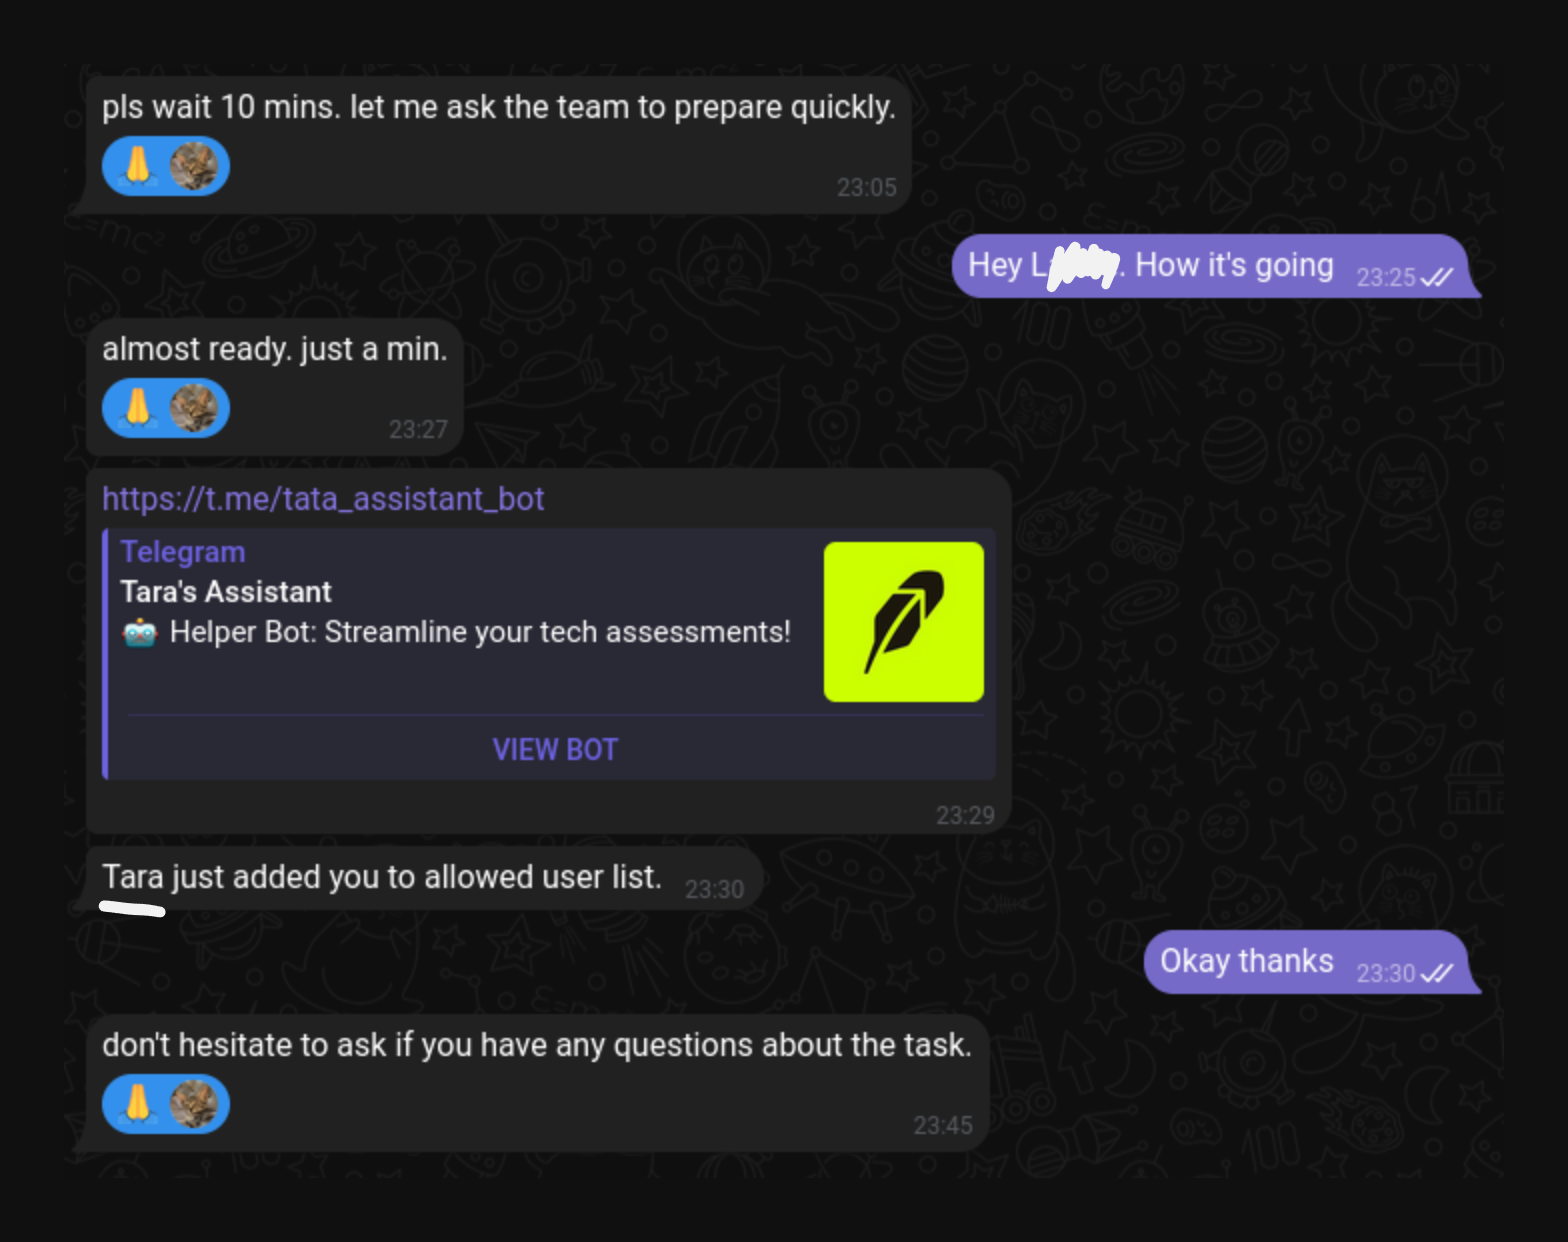 pls wait 10 mins. let me ask the team to prepare quickly.
23:05
Hey L. How it's going 23:25
almost ready. just a min.
23:27
https://t.me/tata_assistant_bot
Telegram
Tara's Assistant
Helper Bot: Streamline your tech assessments!
VIEW BOT
23:29
Tara just added you to allowed user list. 23:30
Okay thanks 23:30
don't hesitate to ask if you have any questions about the task.
23:45